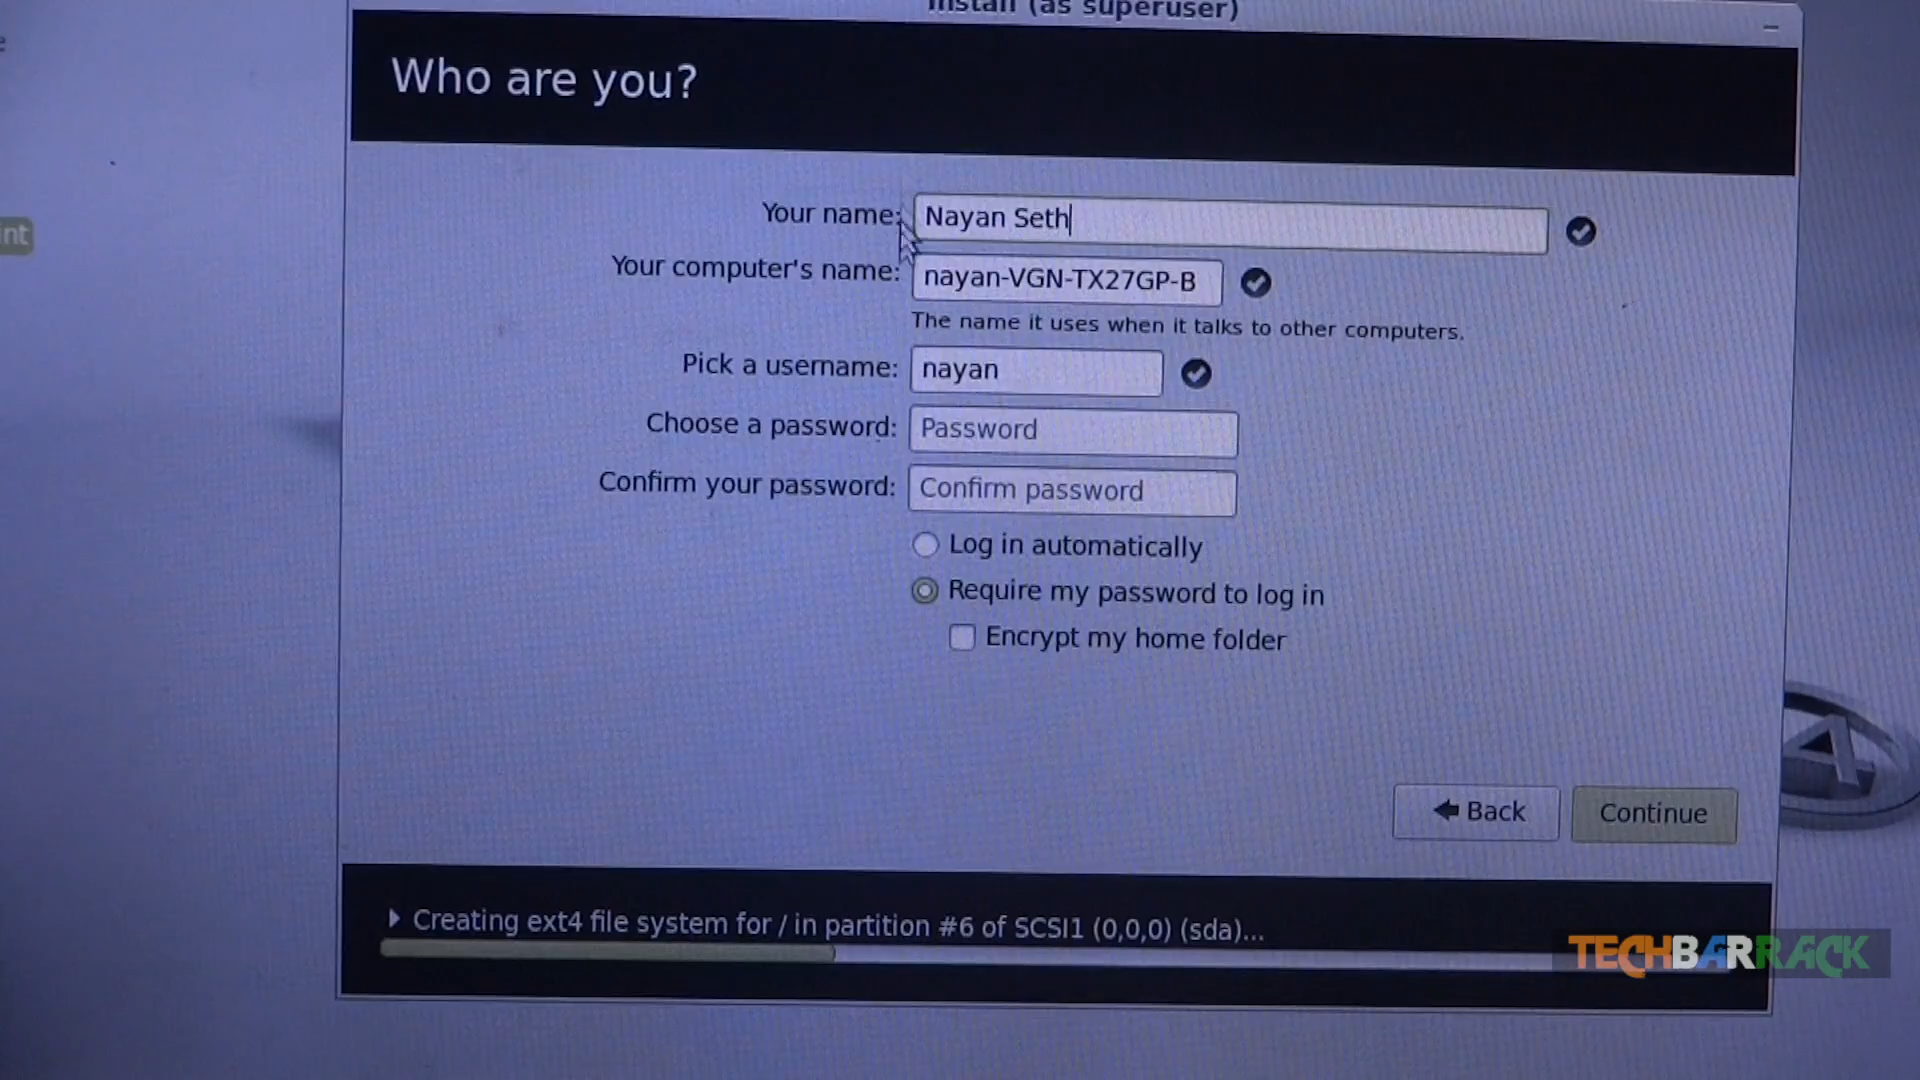 Install (as superuser)
Who are you?
Your name: Nayan Seth
Your computer's name: nayan-VGN-TX27GP-B
The name it uses when it talks to other computers.
Pick a username: nayan
Choose a password: Password
Confirm your password: Confirm password
Log in automatically
Require my password to log in
Encrypt my home folder
Back Continue
Creating ext4 file system for / in partition #6 of SCSI1 (0,0,0) (sda)...
TECHBARRACK